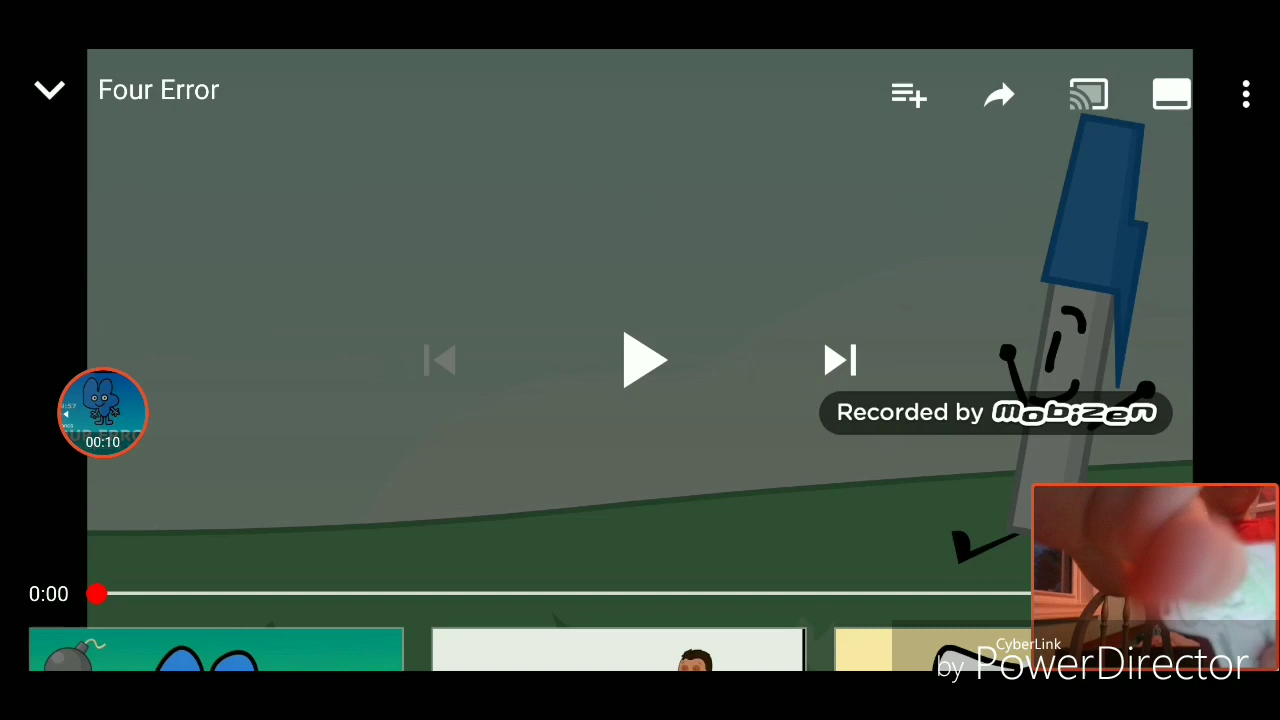 Four Error
Recorded by mobizen
00:10
0:00
CyberLink
by PowerDirector